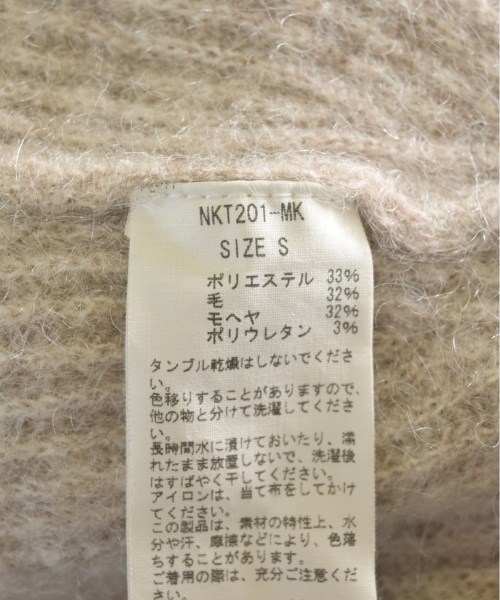 NKT201-MK
SIZE S
ポリエステル 33%
毛 32%
モヘヤ 32%
ポリウレタン 3%
タンブル乾燥はしないでくださ
い。
色移りすることがありますので、
他の物と分けて洗濯してくださ
い。
長時間水に漬けておいたり、濡
れたまま放置しないで、洗濯後
はすばやく干してください。
アイロンは、当て布をしてかけ
てください。
この製品は、素材の特性上、水
分や汗、摩擦などにより、色落
ちすることがあります。
ご着用の際は、充分ご注意くだ
さい。